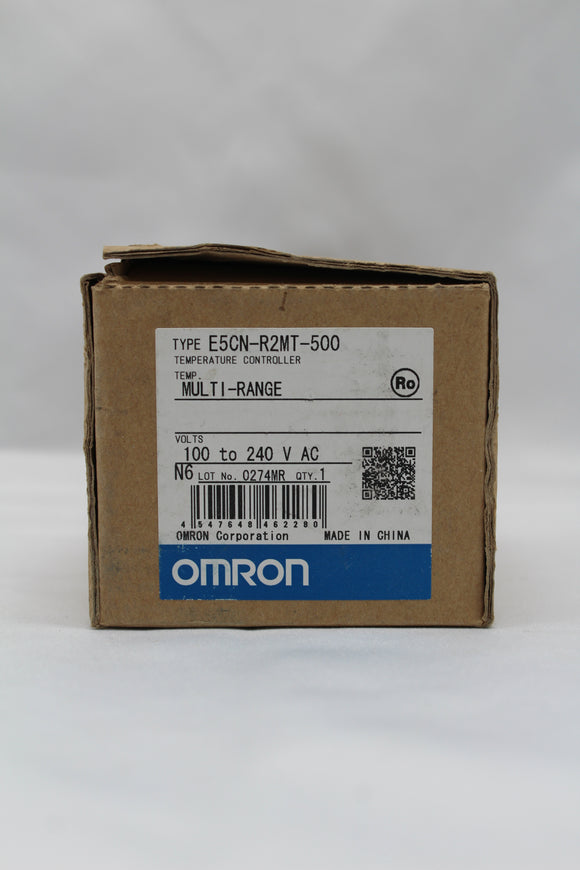 TYPE E5CN-R2MT-500
TEMPERATURE CONTROLLER
TEMP.
MULTI-RANGE
Ro
VOLTS
100 to 240 V AC
N6 LOT No. 0274MR QTY. 1
4 547648 462280
OMRON Corporation MADE IN CHINA
OMRON